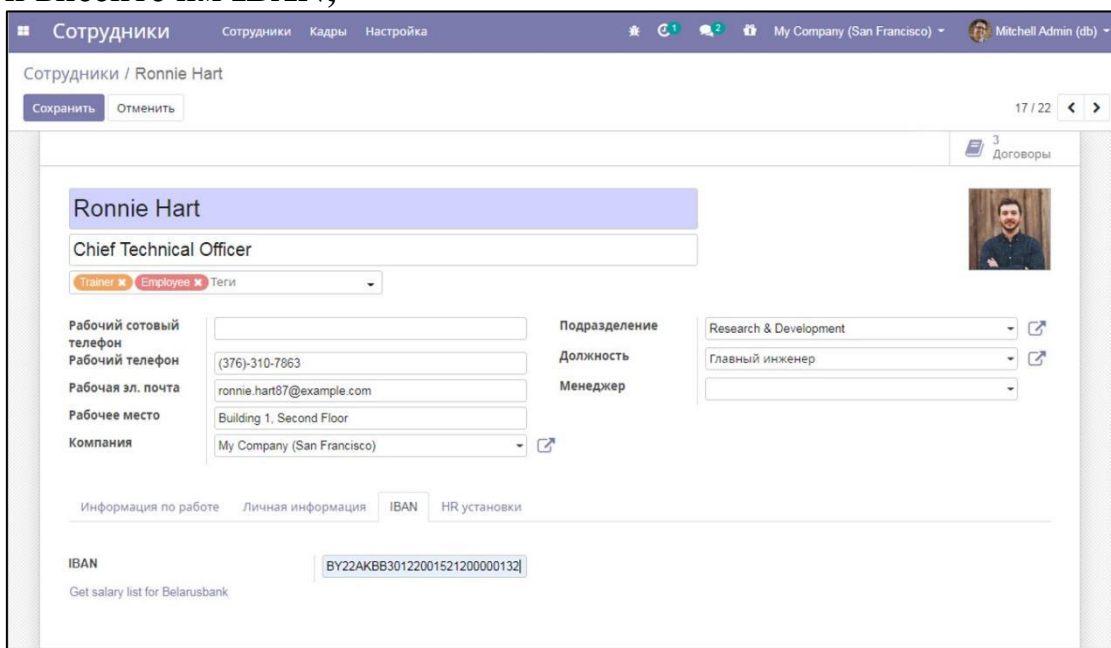 Сотрудники Сотрудники Кадры Настройка 1 2 My Company (San Francisco) Mitchell Admin (db)
Сотрудники / Ronnie Hart
Сохранить Отменить 17 / 22
3
Договоры
Ronnie Hart
Chief Technical Officer
Trainer Employee Теги
Рабочий сотовый телефон
Рабочий телефон (376)-310-7863
Рабочая эл. почта ronnie.hart87@example.com
Рабочее место Building 1, Second Floor
Компания My Company (San Francisco)
Подразделение Research & Development
Должность Главный инженер
Менеджер
Информация по работе Личная информация IBAN HR установки
IBAN BY22AKBB30122001521200000132
Get salary list for Belarusbank